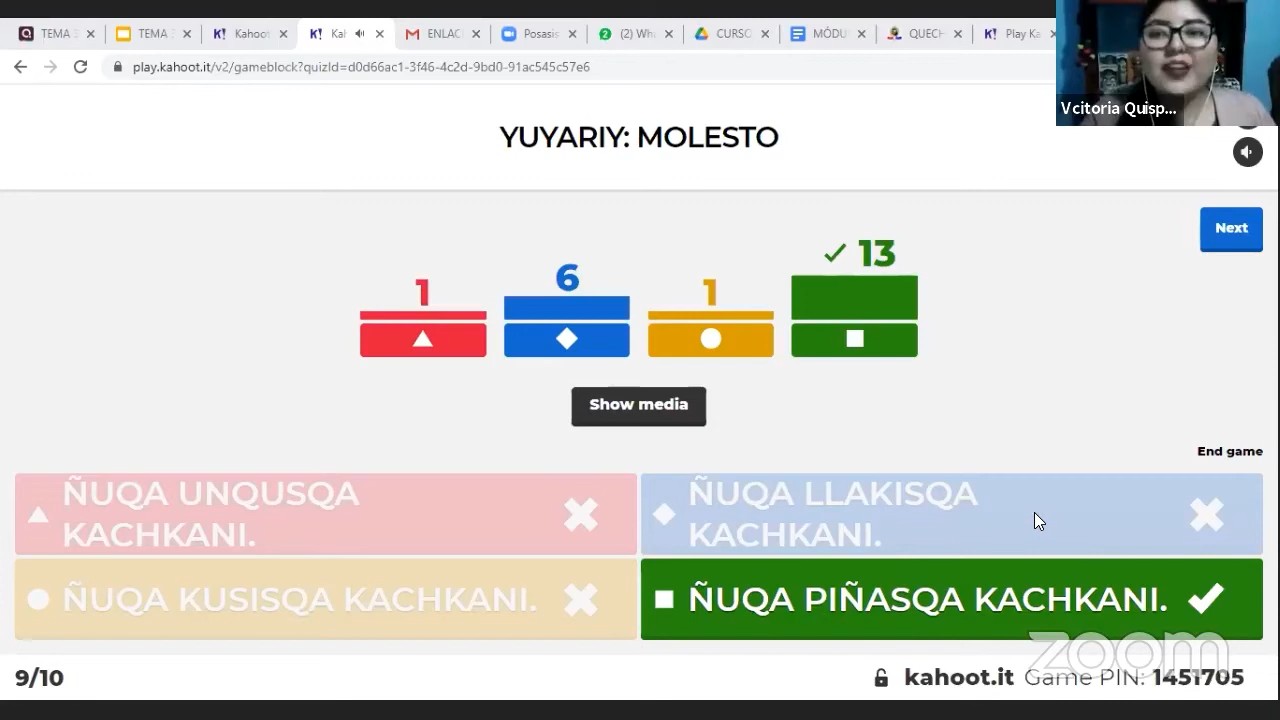 TEMA
TEMA
Kahoot
Kal
ENLAC
Posasis
(2) Wh
CURSO
MÓDU
QUECH
Play Ka
play.kahoot.it/v2/gameblock?quizId=d0d66ac1-3f46-4c2d-9bd0-91ac545c57e6
Vcitoria Quisp...
YUYARIY: MOLESTO
Next
1
6
1
13
Show media
End game
ÑUQA UNQUSQA
KACHKANI.
ÑUQA LLAKISQA
KACHKANI.
ÑUQA KUSISQA KACHKANI.
ÑUQA PIÑASQA KACHKANI.
zoom
9/10
kahoot.it Game PIN: 1451705